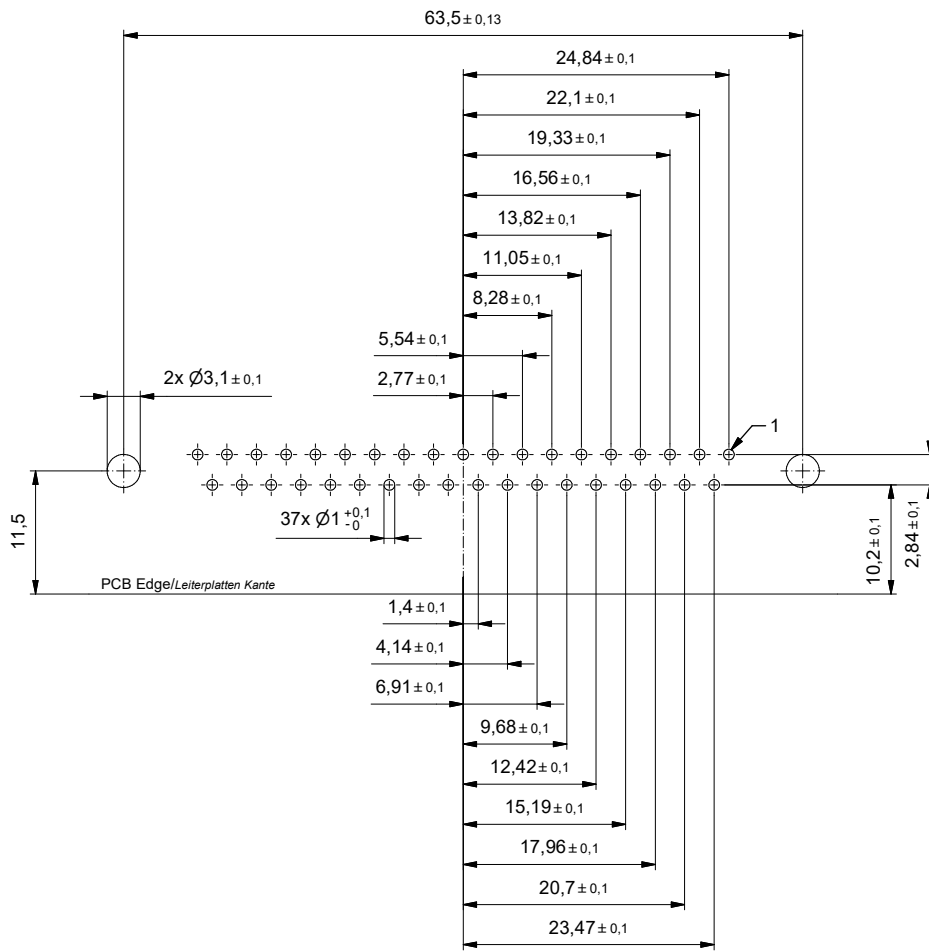 63,5 ± 0,13
24,84 ± 0,1
22,1 ± 0,1
19,33 ± 0,1
16,56 ± 0,1
13,82 ± 0,1
11,05 ± 0,1
8,28 ± 0,1
5,54 ± 0,1
2x Ø3,1 ± 0,1
2,77 ± 0,1
1
11,5
37x Ø1 +0,1 -0
10,2 ± 0,1
2,84 ± 0,1
PCB Edge/Leiterplatten Kante
1,4 ± 0,1
4,14 ± 0,1
6,91 ± 0,1
9,68 ± 0,1
12,42 ± 0,1
15,19 ± 0,1
17,96 ± 0,1
20,7 ± 0,1
23,47 ± 0,1